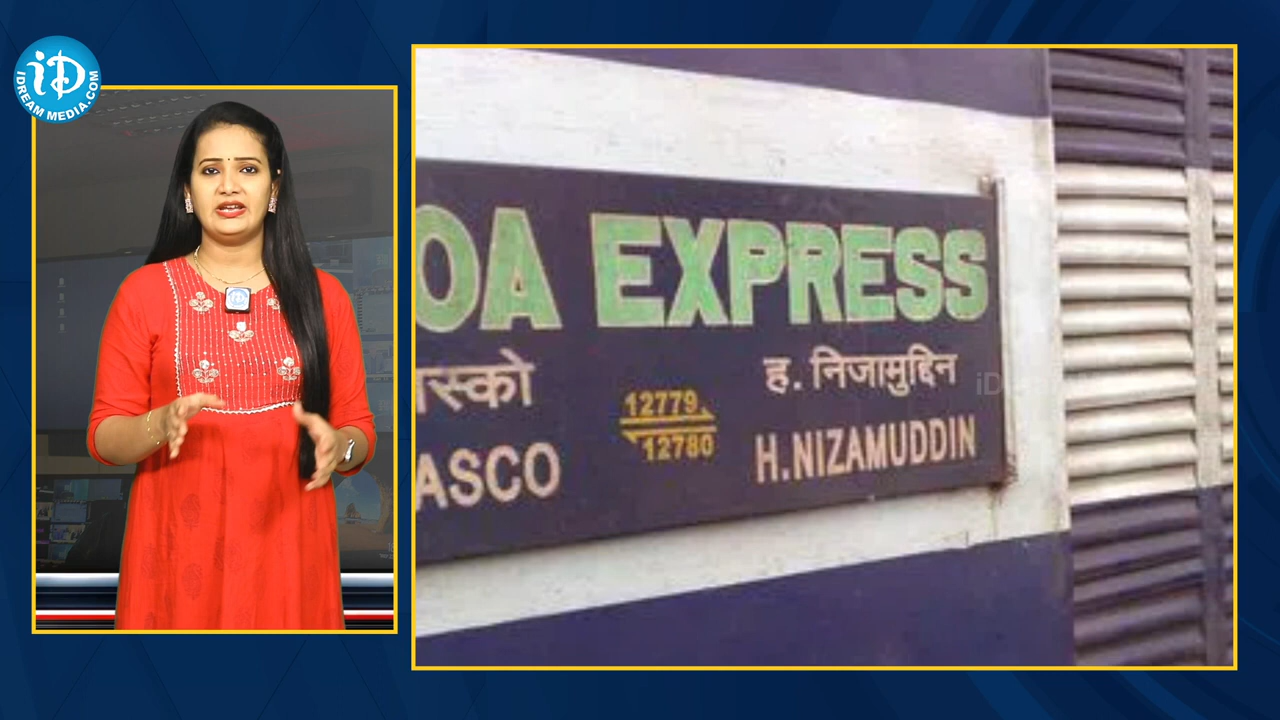 iD
IDREAM MEDIA.COM
OA EXPRESS
स्को
ह. निजामुद्दिन
12779
12780
ASCO
H.NIZAMUDDIN